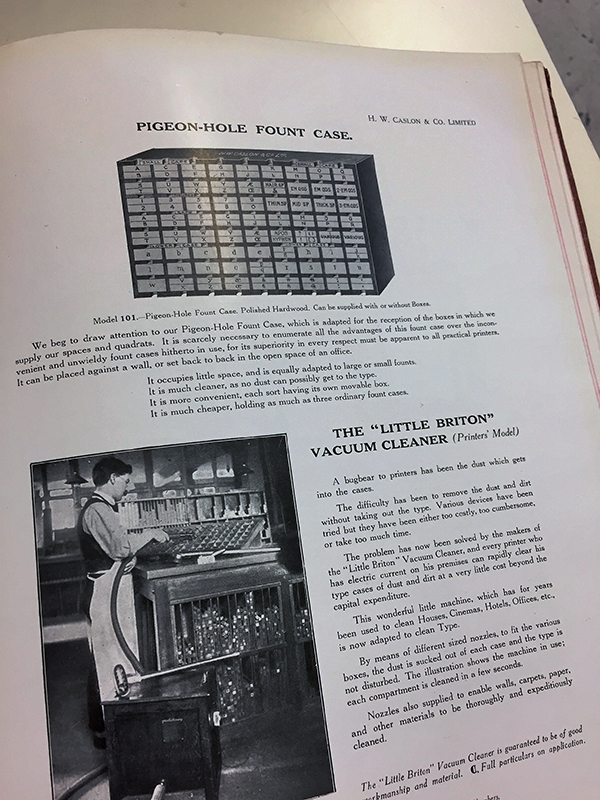 H. W. CASLON & CO. LIMITED
PIGEON-HOLE FOUNT CASE.
Model 101.—Pigeon-Hole Fount Case. Polished Hardwood. Can be supplied with or without Boxes.
We beg to draw attention to our Pigeon-Hole Fount Case, which is adapted for the reception of the boxes in which we
supply our spaces and quadrats. It is scarcely necessary to enumerate all the advantages of this fount case over the incon-
venient and unwieldy fount cases hitherto in use, for its superiority in every respect must be apparent to all practical printers.
It can be placed against a wall, or set back to back in the open space of an office.
It occupies little space, and is equally adapted to large or small founts.
It is much cleaner, as no dust can possibly get to the type.
It is more convenient, each sort having its own movable box.
It is much cheaper, holding as much as three ordinary fount cases.
THE "LITTLE BRITON"
VACUUM CLEANER (Printers' Model)
A bugbear to printers has been the dust which gets
into the cases.
The difficulty has been to remove the dust and dirt
without taking out the type. Various devices have been
tried but they have been either too costly, too cumbersome,
or take too much time.
The problem has now been solved by the makers of
the "Little Briton" Vacuum Cleaner, and every printer who
has electric current on his premises can rapidly clear his
type cases of dust and dirt at a very little cost beyond the
capital expenditure.
This wonderful little machine, which has for years
been used to clean Houses, Cinemas, Hotels, Offices, etc.,
is now adapted to clean Type.
By means of different sized nozzles, to fit the various
boxes, the dust is sucked out of each case and the type is
not disturbed. The illustration shows the machine in use;
each compartment is cleaned in a few seconds.
Nozzles also supplied to enable walls, carpets, paper,
and other materials to be thoroughly and expeditiously
cleaned.
The "Little Briton" Vacuum Cleaner is guaranteed to be of good
workmanship and material. Full particulars on application.